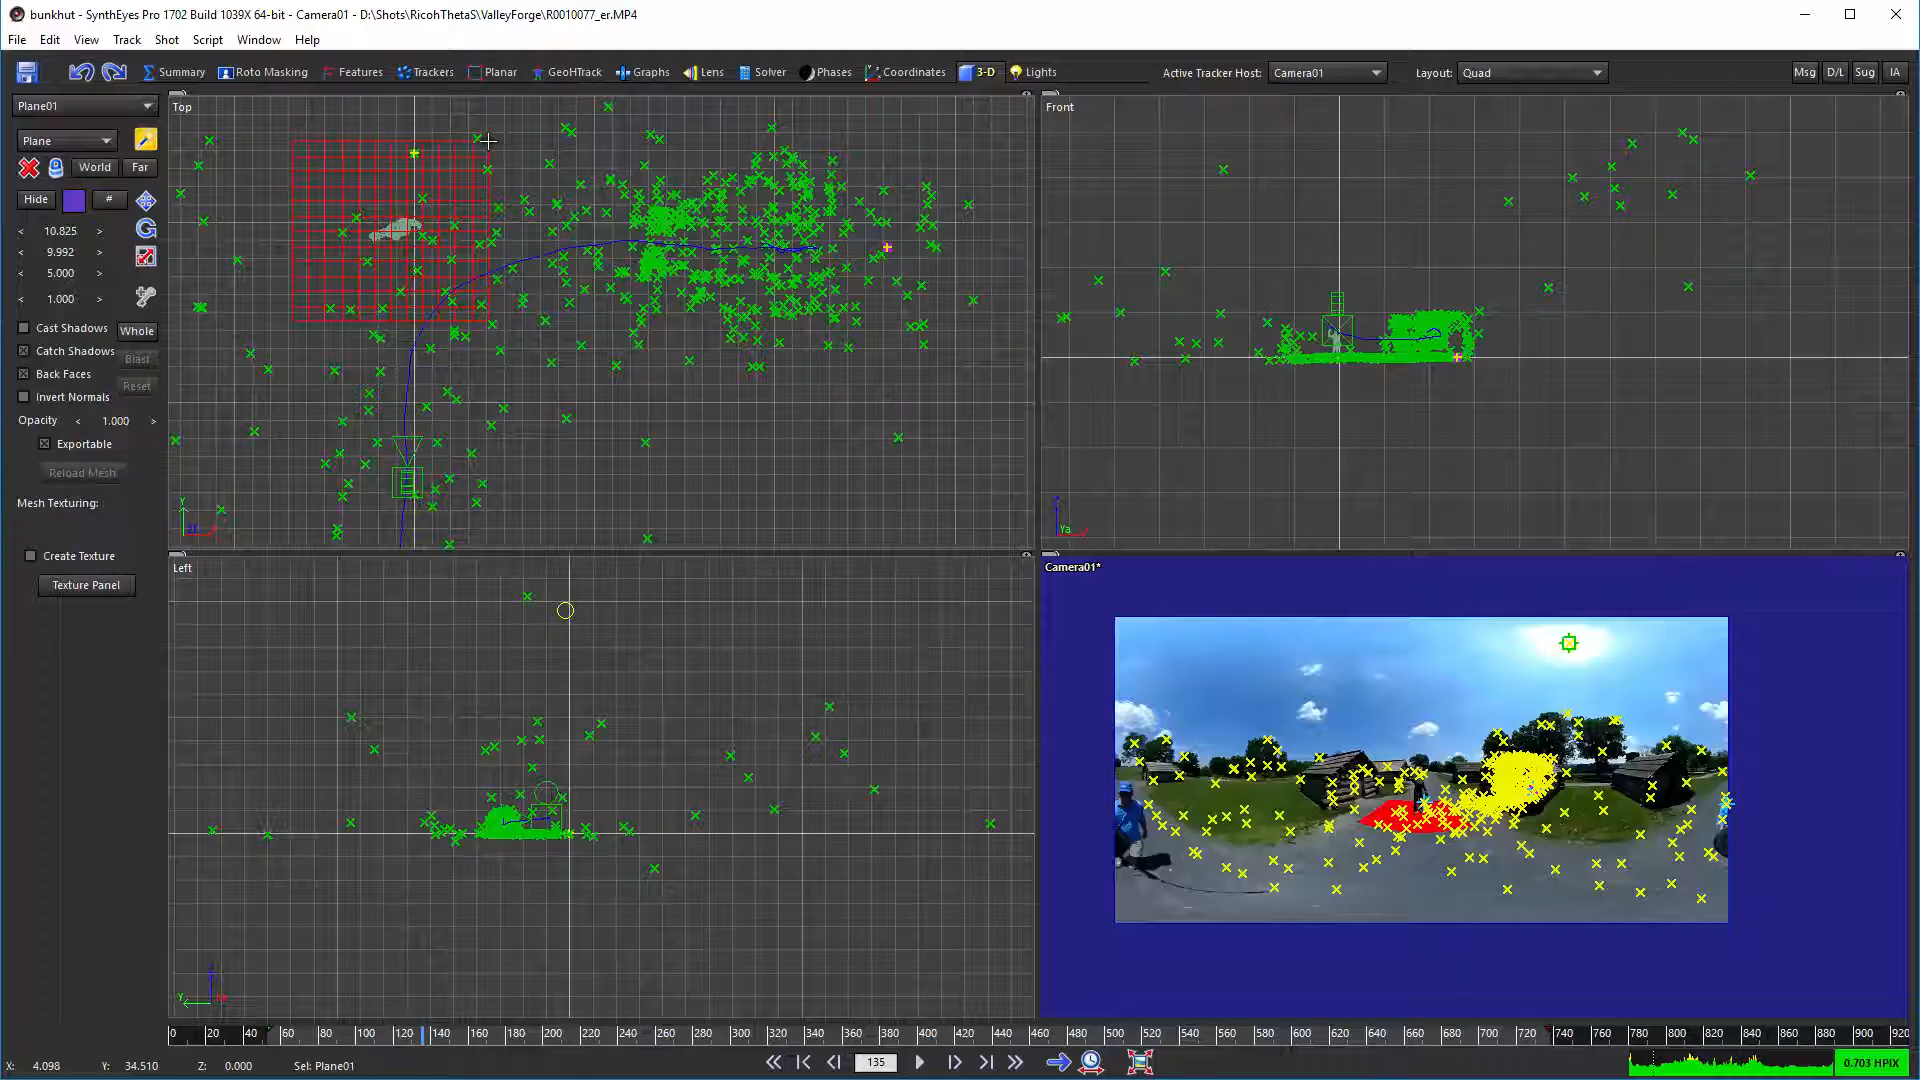 bunkhut - SynthEyes Pro 1702 Build 1039X 64-bit - Camera01 - D:\Shots\RicohThetaS\ValleyForge\R0010077_er.MP4
File Edit View Track Shot Script Window Help
Summary Roto Masking Features Trackers Planar GeoHTrack Graphs Lens Solver Phases Coordinates 3-D Lights Active Tracker Host: Camera01 Layout: Quad Msg D/L Sug IA
Plane01
Top
Front
Plane
World Far
Hide #
< 10.825 >
< 9.992 >
< 5.000 >
< 1.000 >
Cast Shadows Whole
Catch Shadows Blast
Back Faces
Reset
Invert Normals
Opacity < 1.000 >
Exportable
Reload Mesh
Mesh Texturing:
Create Texture
Texture Panel
Left
Camera01*
0 20 40 60 80 100 120 140 160 180 200 220 240 260 280 300 320 340 360 380 400 420 440 460 480 500 520 540 560 580 600 620 640 660 680 700 720 740 760 780 800 820 840 860 880 900 920
X: 4.098 Y: 34.510 Z: 0.000 Sel: Plane01
135
0.703 HPIX